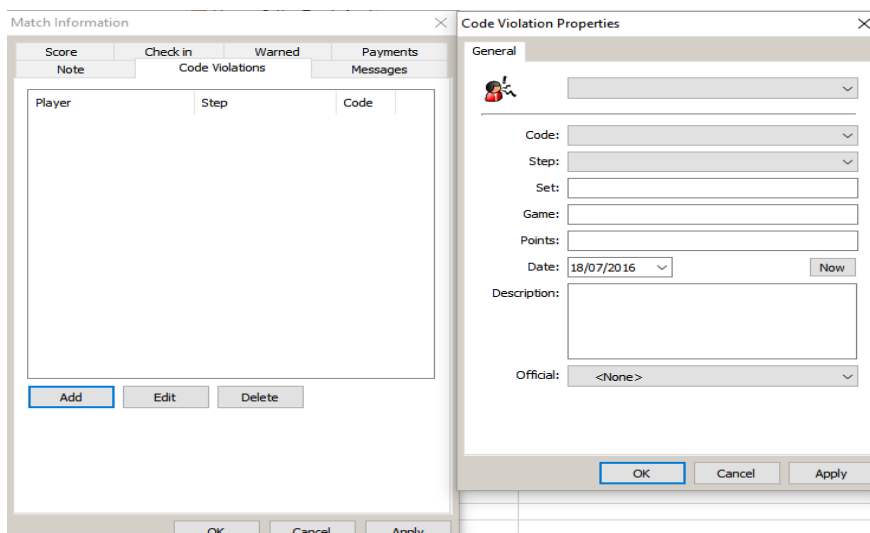 Match Information
Score Check in Warned Payments
Note Code Violations Messages
Player Step Code
Add Edit Delete
OK Cancel Apply
Code Violation Properties
General
Code:
Step:
Set:
Game:
Points:
Date: 18/07/2016 Now
Description:
Official: <None>
OK Cancel Apply